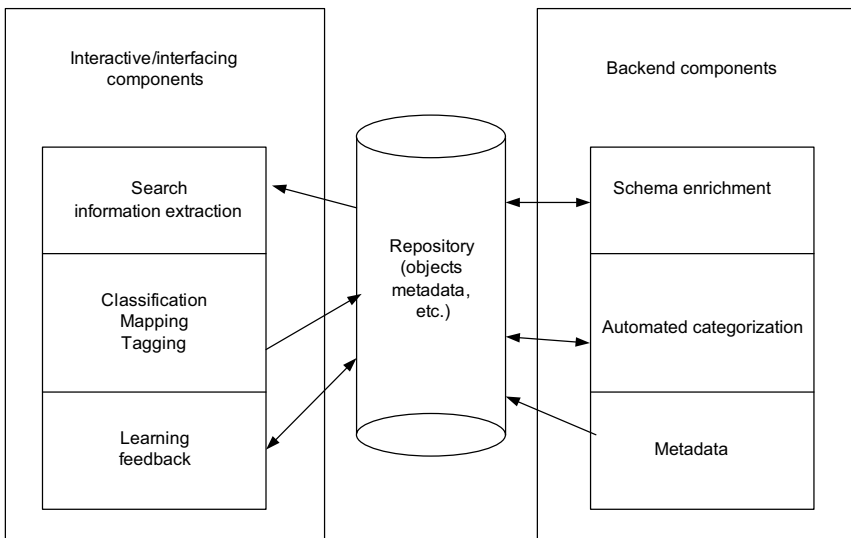 Interactive/interfacing
components
Search
information extraction
Classification
Mapping
Tagging
Learning
feedback
Repository
(objects
metadata,
etc.)
Backend components
Schema enrichment
Automated categorization
Metadata